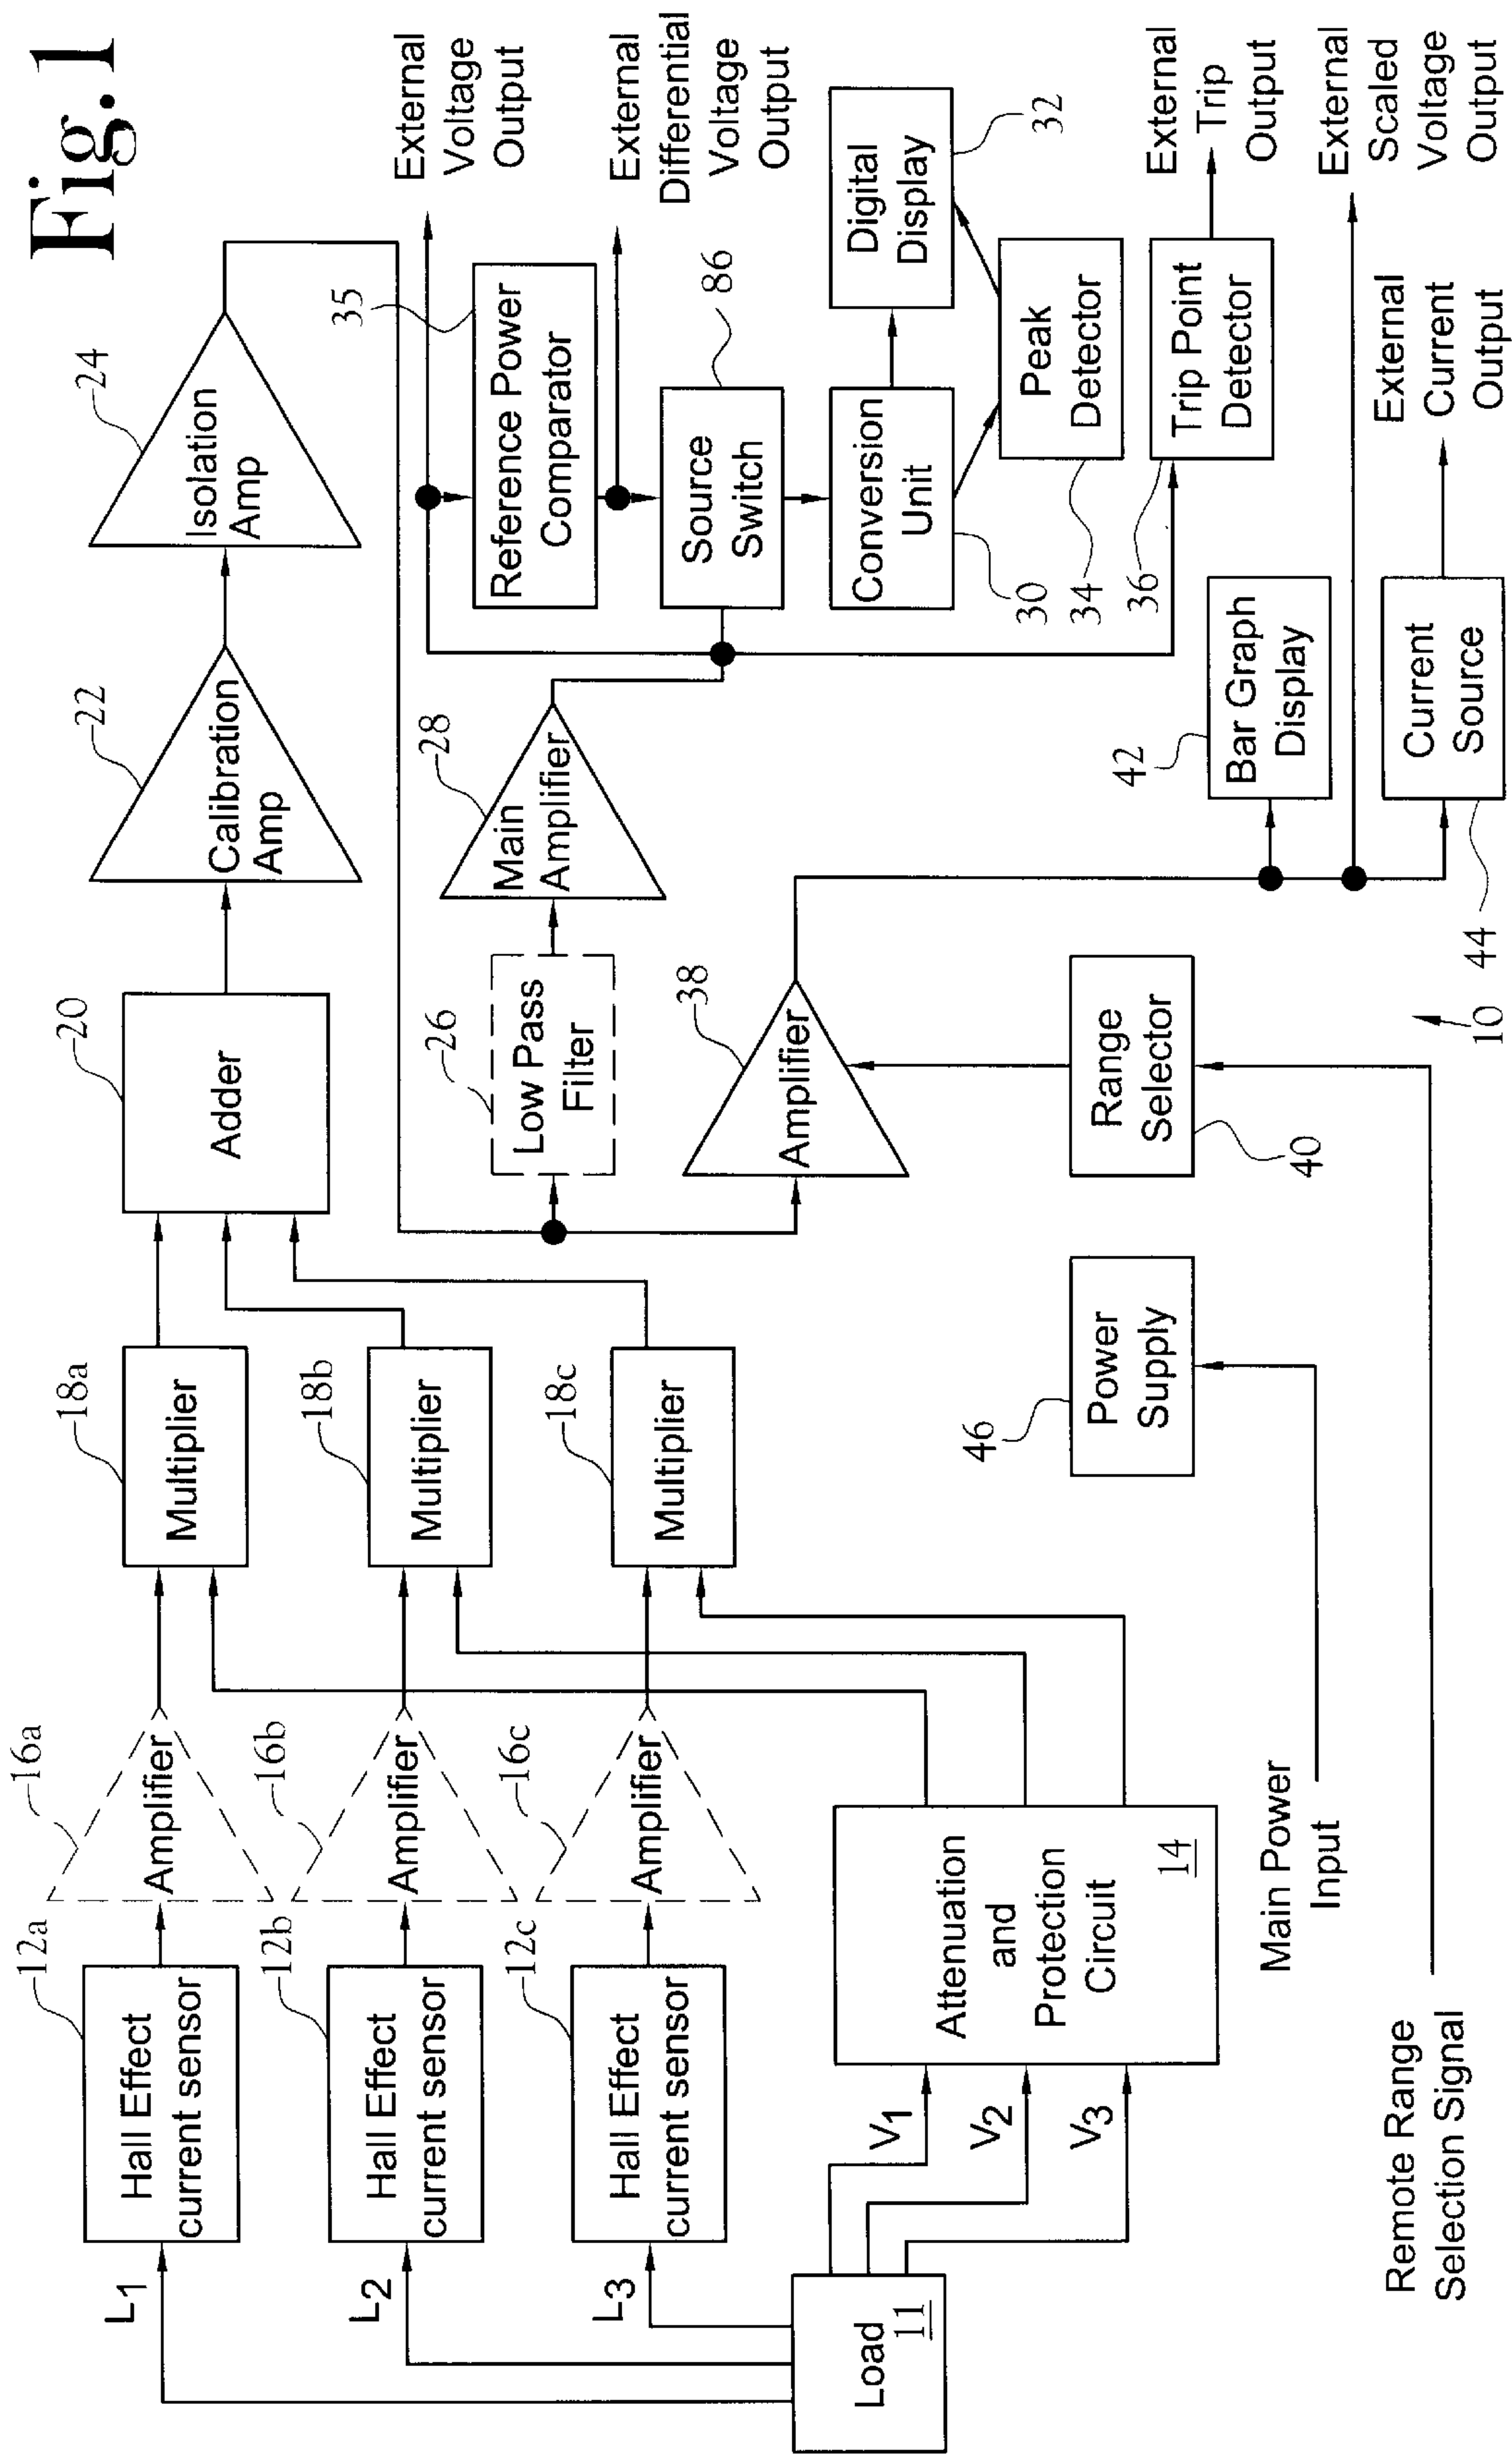 Fig. 1
L1
L2
L3
12a
Hall Effect
current sensor
12b
Hall Effect
current sensor
12c
Hall Effect
current sensor
16a
Amplifier
16b
Amplifier
16c
Amplifier
18a
Multiplier
18b
Multiplier
18c
Multiplier
20
Adder
22
Calibration
Amp
24
Isolation
Amp
Load
11
V1
V2
V3
Attenuation
and
Protection
Circuit
14
26
Low Pass
Filter
28
Main
Amplifier
35
Reference Power
Comparator
External
Voltage
Output
External
Differential
Voltage
Output
86
Source
Switch
Conversion
Unit
30
Digital
Display
32
Peak
Detector
34
Trip Point
Detector
36
External
Trip
Output
38
Amplifier
Range
Selector
40
42
Bar Graph
Display
External
Scaled
Voltage
Output
Current
Source
44
External
Current
Output
46
Power
Supply
Main Power
Input
Remote Range
Selection Signal
10